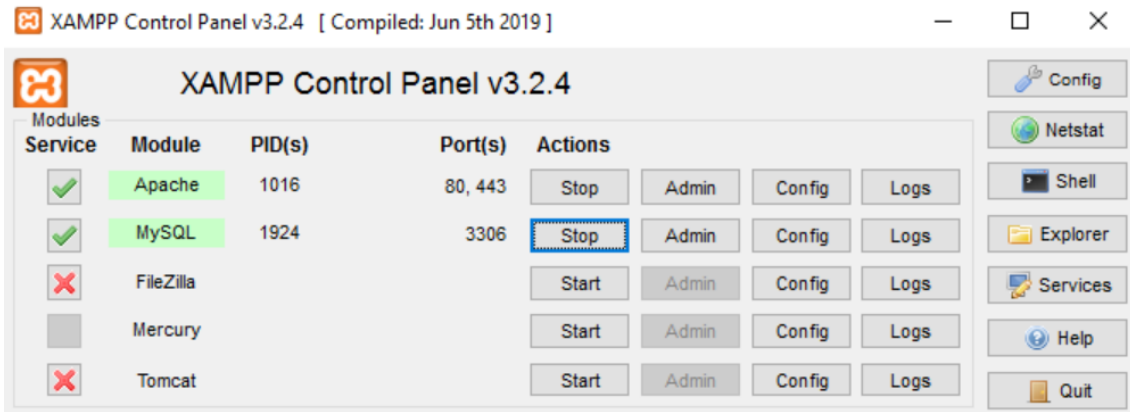 XAMPP Control Panel v3.2.4 [ Compiled: Jun 5th 2019 ]
XAMPP Control Panel v3.2.4
Config
Modules
Netstat
Service Module PID(s) Port(s) Actions
Apache 1016 80, 443 Stop Admin Config Logs
Shell
MySQL 1924 3306 Stop Admin Config Logs
Explorer
FileZilla Start Admin Config Logs
Services
Mercury Start Admin Config Logs
Help
Tomcat Start Admin Config Logs
Quit